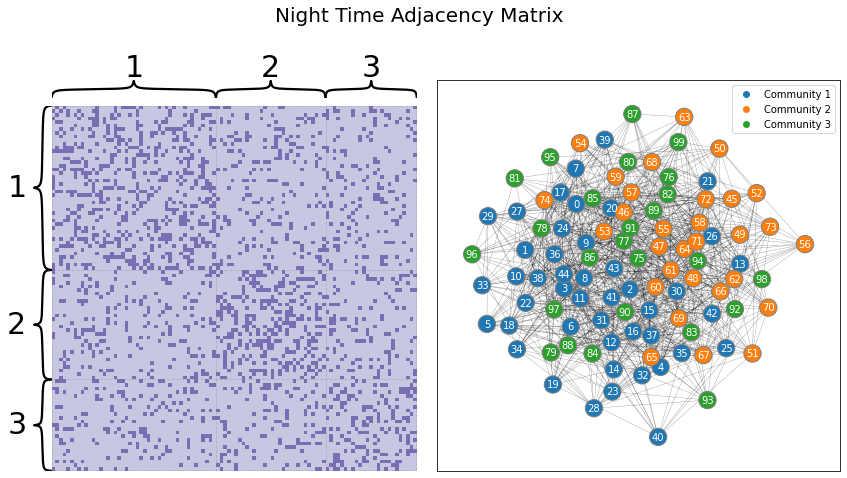 Night Time Adjacency Matrix
1 2 3
1
2
3
Community 1
Community 2
Community 3
87 63
54 39 99 50
95 7 80 68
81 59 76 21
17 57 82 52
74 0 85 20 46 89 72 45
29 27 58
78 24 53 91 55 26 49 73
9 77 47 64 71 56
96 1 36 86 75 94 13
10 38 44 8 43 61 48 62 98
33 3 11 41 2 60 30 66
22 97 90 15 42 92 70
5 18 6 31 16 37 69 83
34 79 88 84 12 65 35 67 25 51
19 14 32 4
23 93
28
40